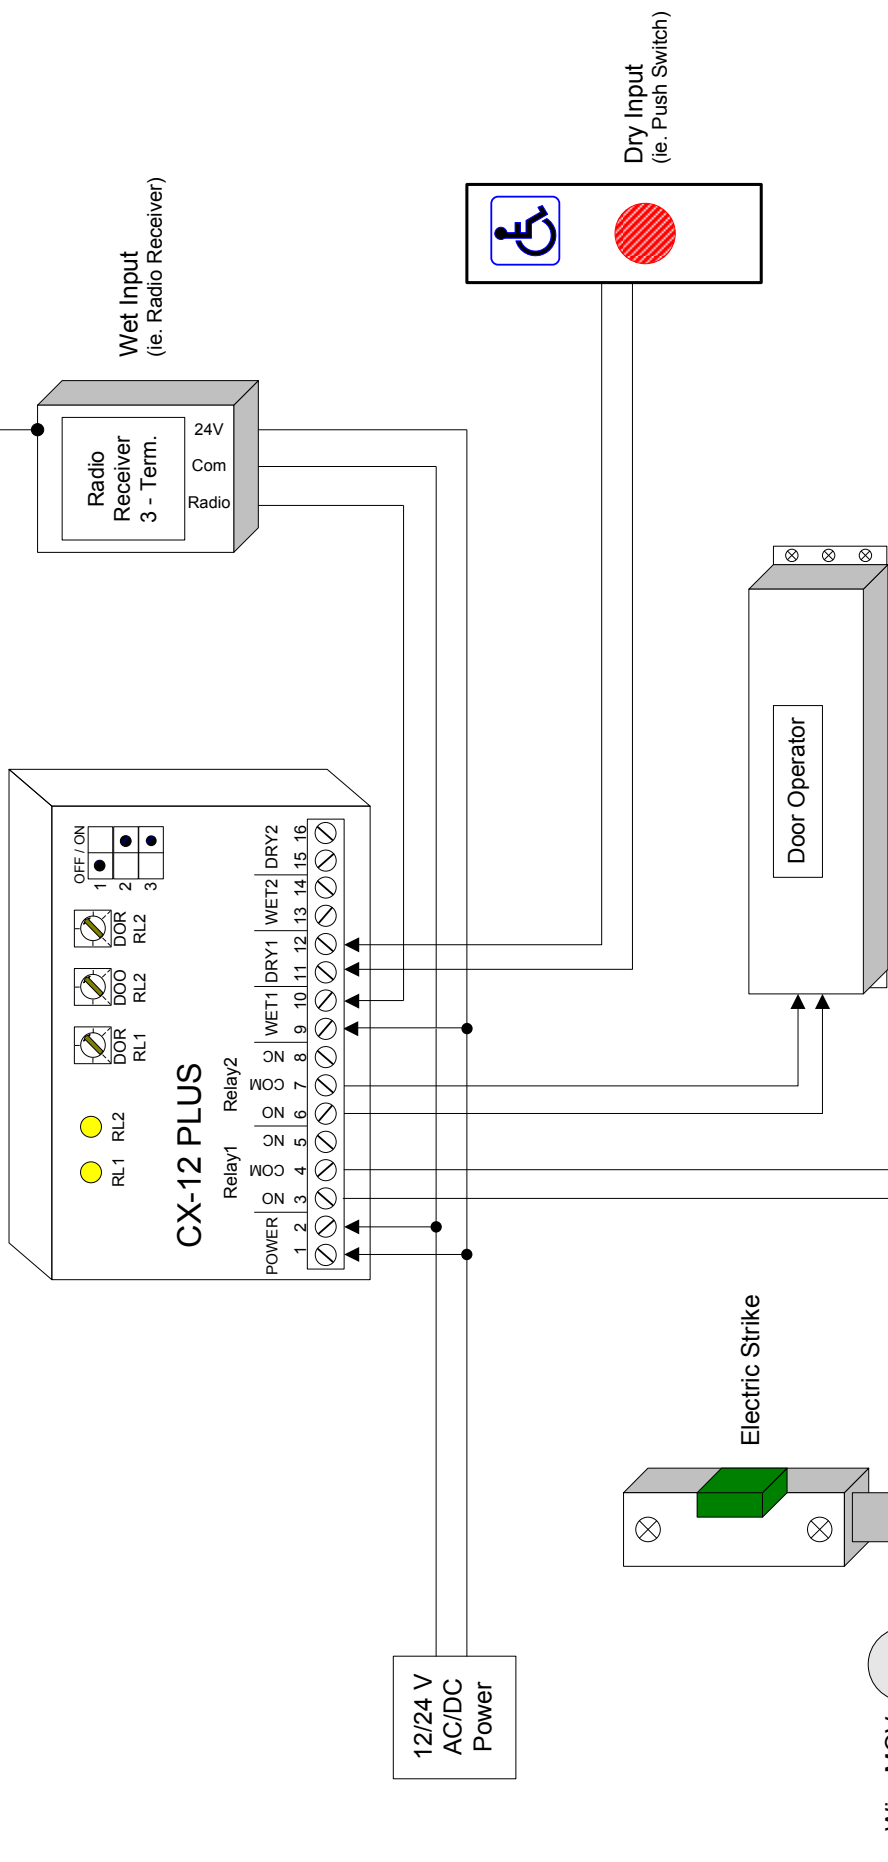 Wet Input
(ie. Radio Receiver)
Dry Input
(ie. Push Switch)
Radio
Receiver
3 - Term.
24V
Com
Radio
OFF / ON
1
2
3
DOR
RL1
DOO
RL2
DOR
RL2
RL1
RL2
CX-12 PLUS
Relay1
Relay2
POWER
NO
COM
NC
NO
COM
NC
WET1
DRY1
WET2
DRY2
1 2 3 4 5 6 7 8 9 10 11 12 13 14 15 16
Door Operator
Electric Strike
12/24 V
AC/DC
Power